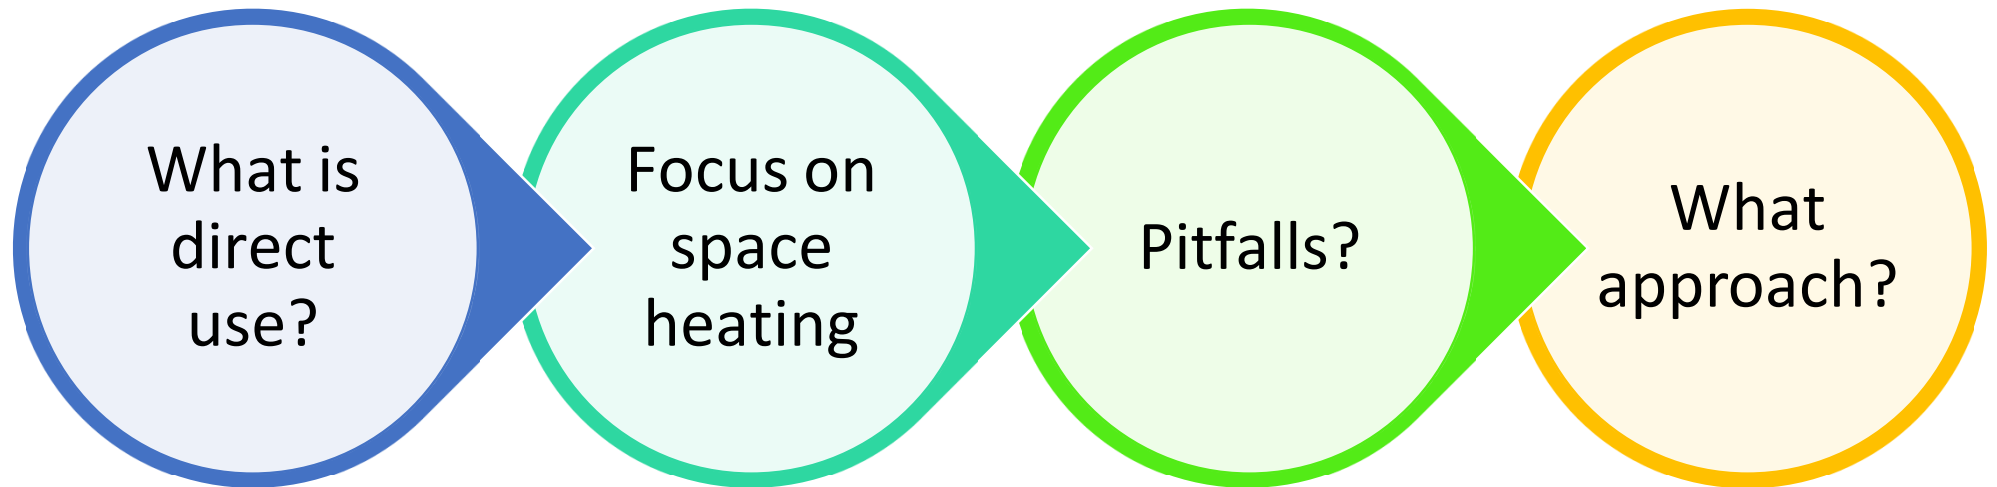 What is
direct
use?
Focus on
space
heating
Pitfalls?
What
approach?